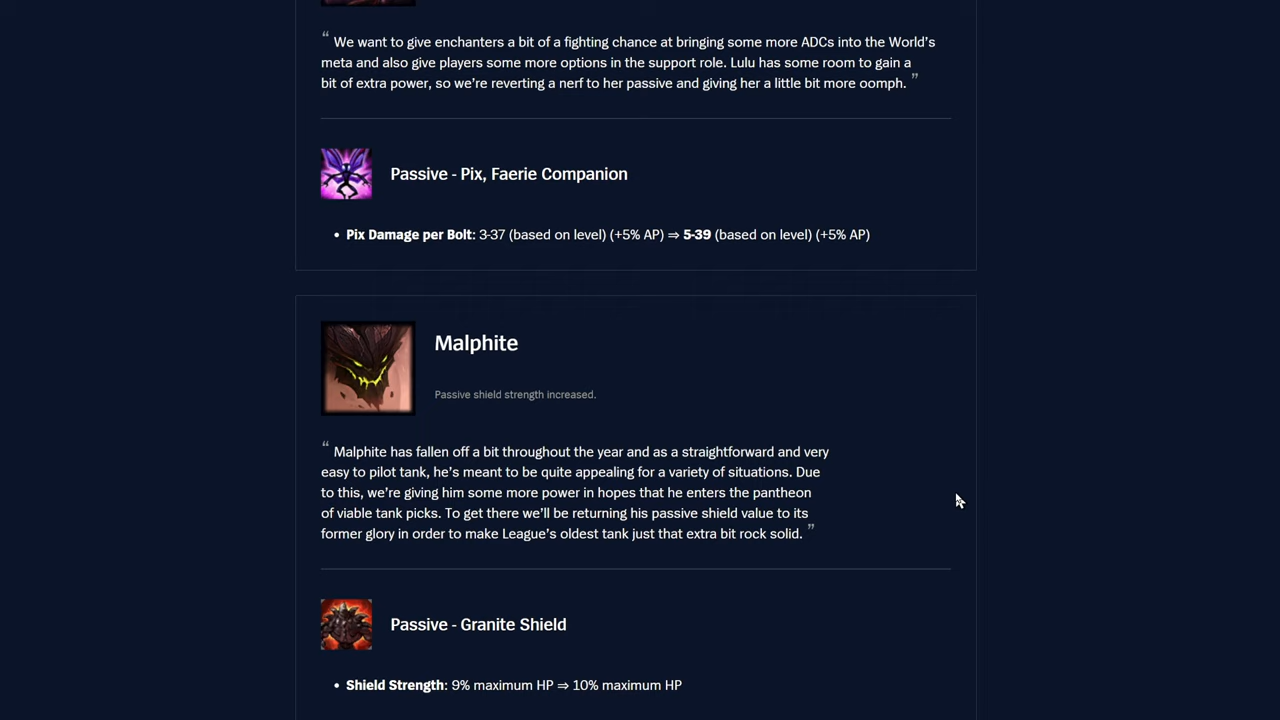 “ We want to give enchanters a bit of a fighting chance at bringing some more ADCs into the World’s
meta and also give players some more options in the support role. Lulu has some room to gain a
bit of extra power, so we’re reverting a nerf to her passive and giving her a little bit more oomph. ”
Passive - Pix, Faerie Companion
• Pix Damage per Bolt: 3-37 (based on level) (+5% AP) ⇒ 5-39 (based on level) (+5% AP)
Malphite
Passive shield strength increased.
“ Malphite has fallen off a bit throughout the year and as a straightforward and very
easy to pilot tank, he’s meant to be quite appealing for a variety of situations. Due
to this, we’re giving him some more power in hopes that he enters the pantheon
of viable tank picks. To get there we’ll be returning his passive shield value to its
former glory in order to make League’s oldest tank just that extra bit rock solid. ”
Passive - Granite Shield
• Shield Strength: 9% maximum HP ⇒ 10% maximum HP